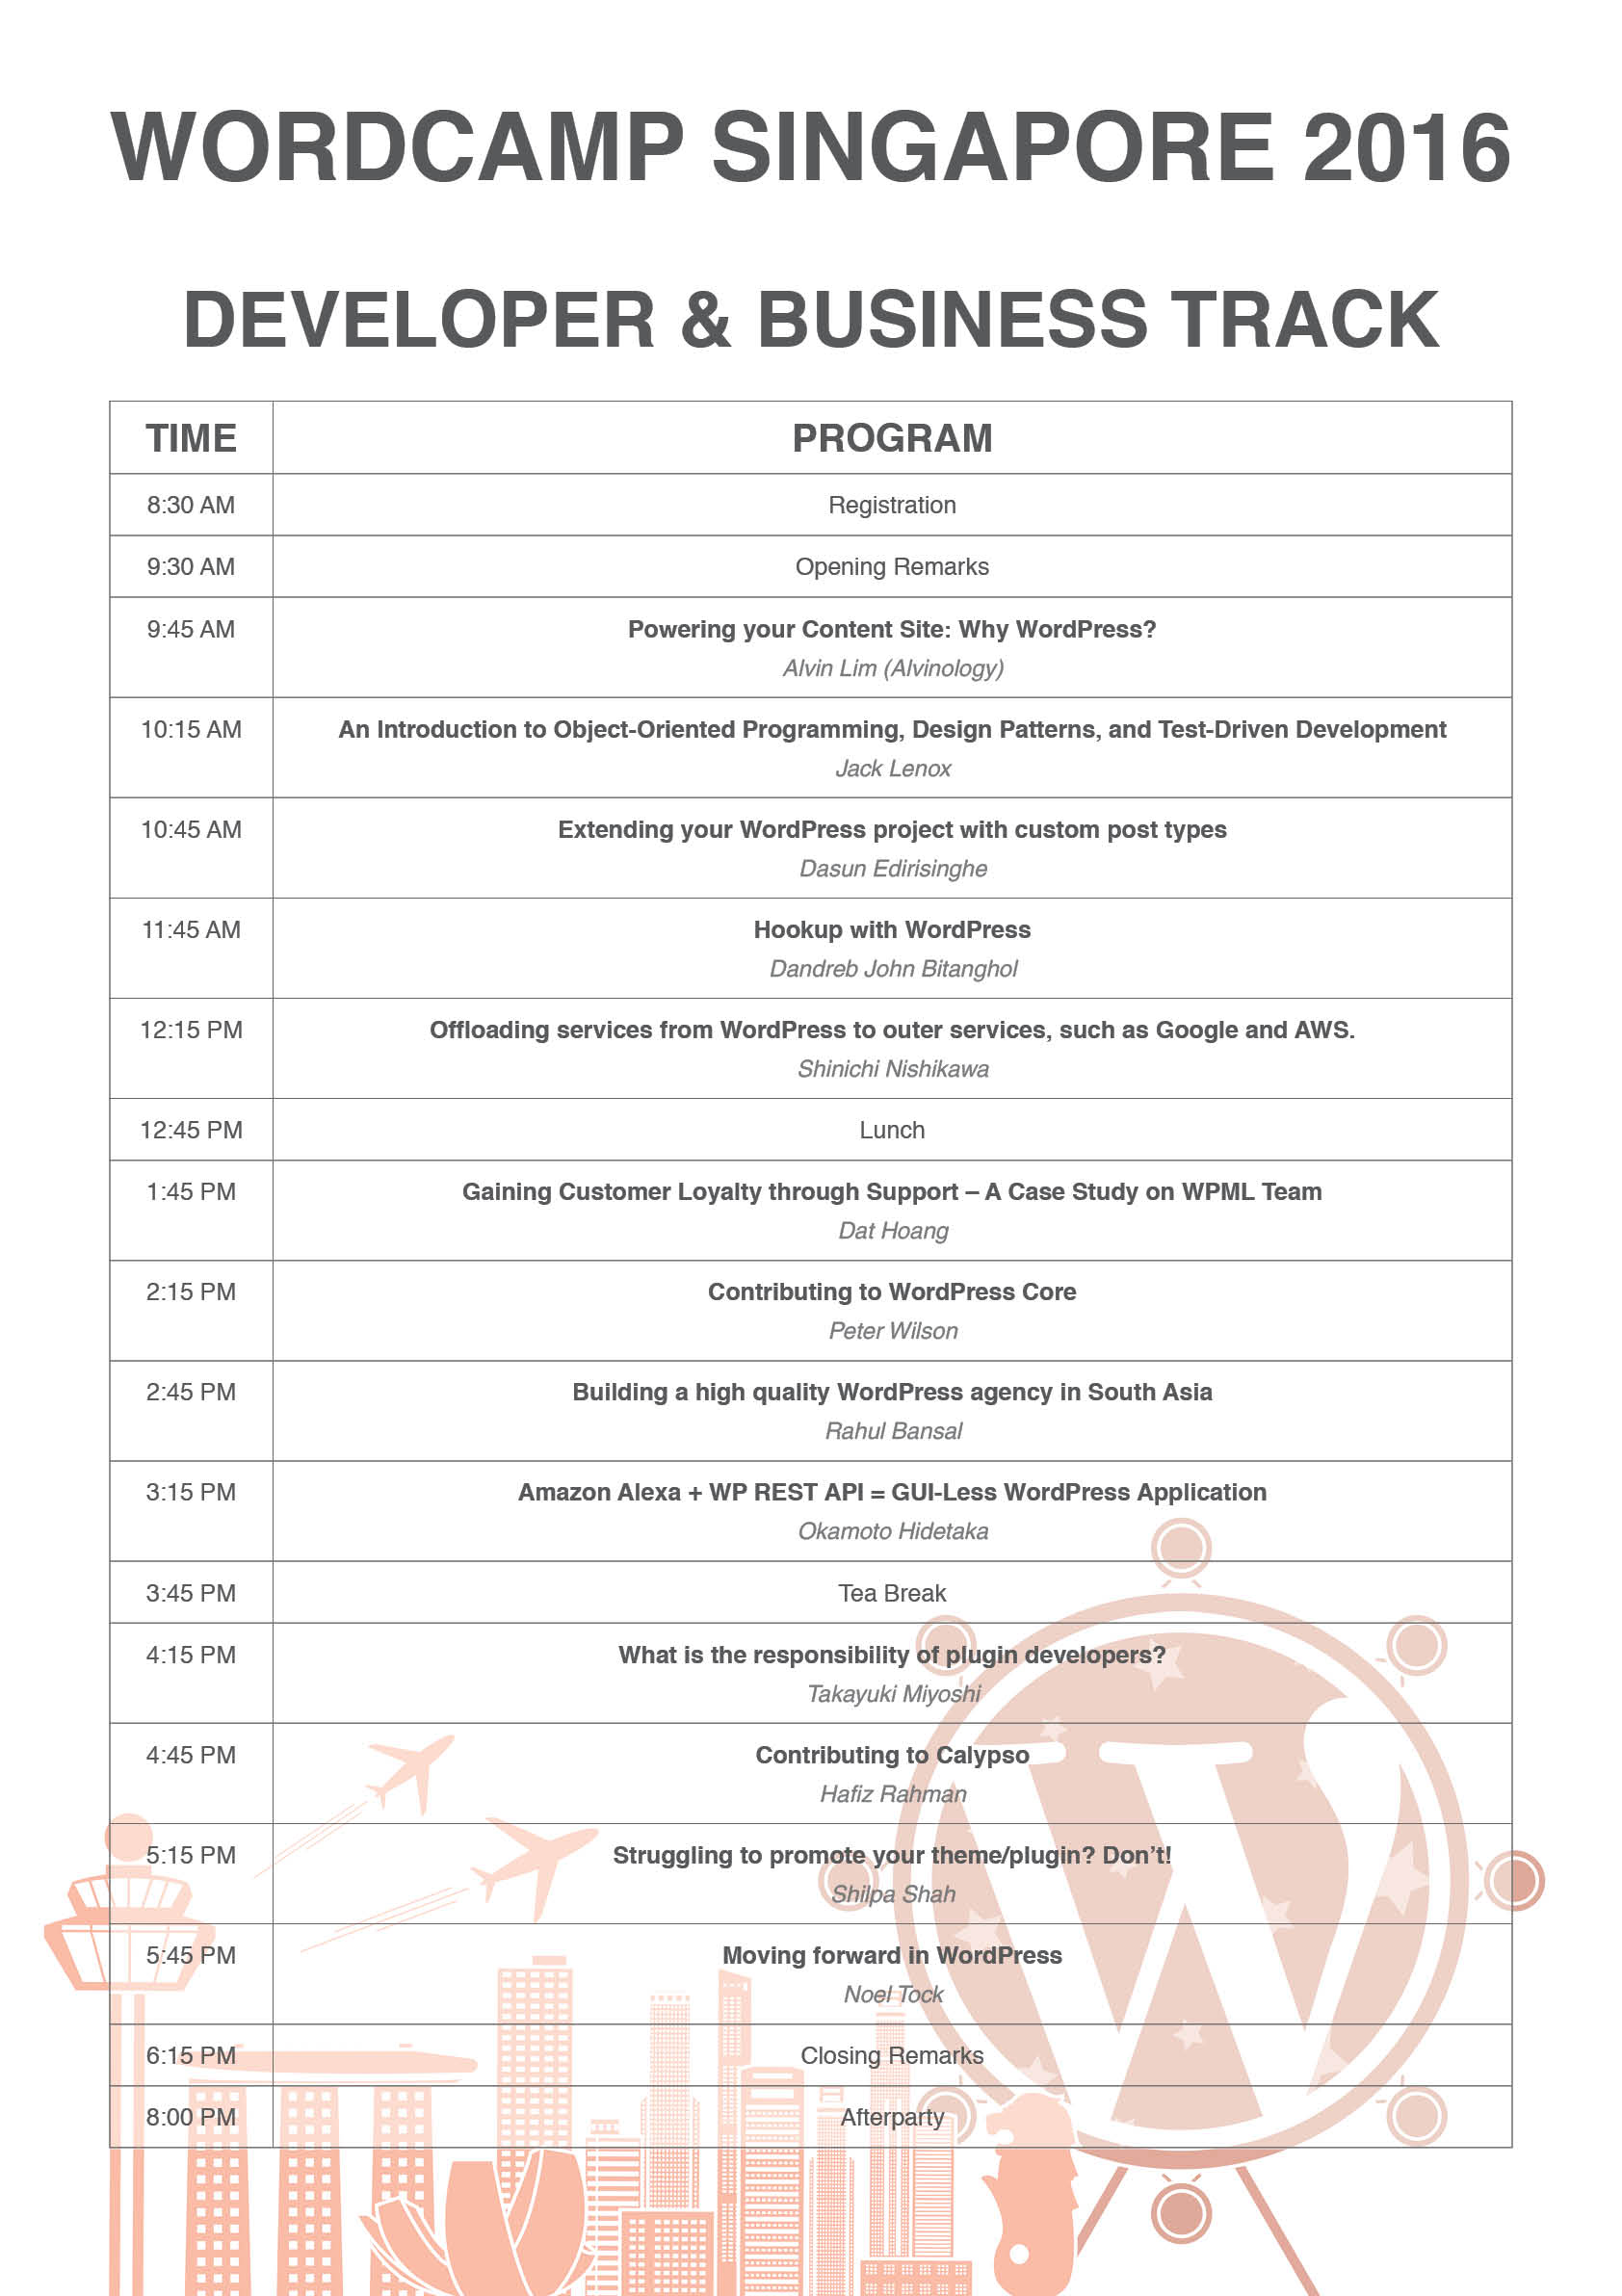 WORDCAMP SINGAPORE 2016
DEVELOPER & BUSINESS TRACK
TIME PROGRAM
8:30 AM Registration
9:30 AM Opening Remarks
9:45 AM Powering your Content Site: Why WordPress?
Alvin Lim (Alvinology)
10:15 AM An Introduction to Object-Oriented Programming, Design Patterns, and Test-Driven Development
Jack Lenox
10:45 AM Extending your WordPress project with custom post types
Dasun Edirisinghe
11:45 AM Hookup with WordPress
Dandreb John Bitanghol
12:15 PM Offloading services from WordPress to outer services, such as Google and AWS.
Shinichi Nishikawa
12:45 PM Lunch
1:45 PM Gaining Customer Loyalty through Support – A Case Study on WPML Team
Dat Hoang
2:15 PM Contributing to WordPress Core
Peter Wilson
2:45 PM Building a high quality WordPress agency in South Asia
Rahul Bansal
3:15 PM Amazon Alexa + WP REST API = GUI-Less WordPress Application
Okamoto Hidetaka
3:45 PM Tea Break
4:15 PM What is the responsibility of plugin developers?
Takayuki Miyoshi
4:45 PM Contributing to Calypso
Hafiz Rahman
5:15 PM Struggling to promote your theme/plugin? Don’t!
Shilpa Shah
5:45 PM Moving forward in WordPress
Noel Tock
6:15 PM Closing Remarks
8:00 PM Afterparty